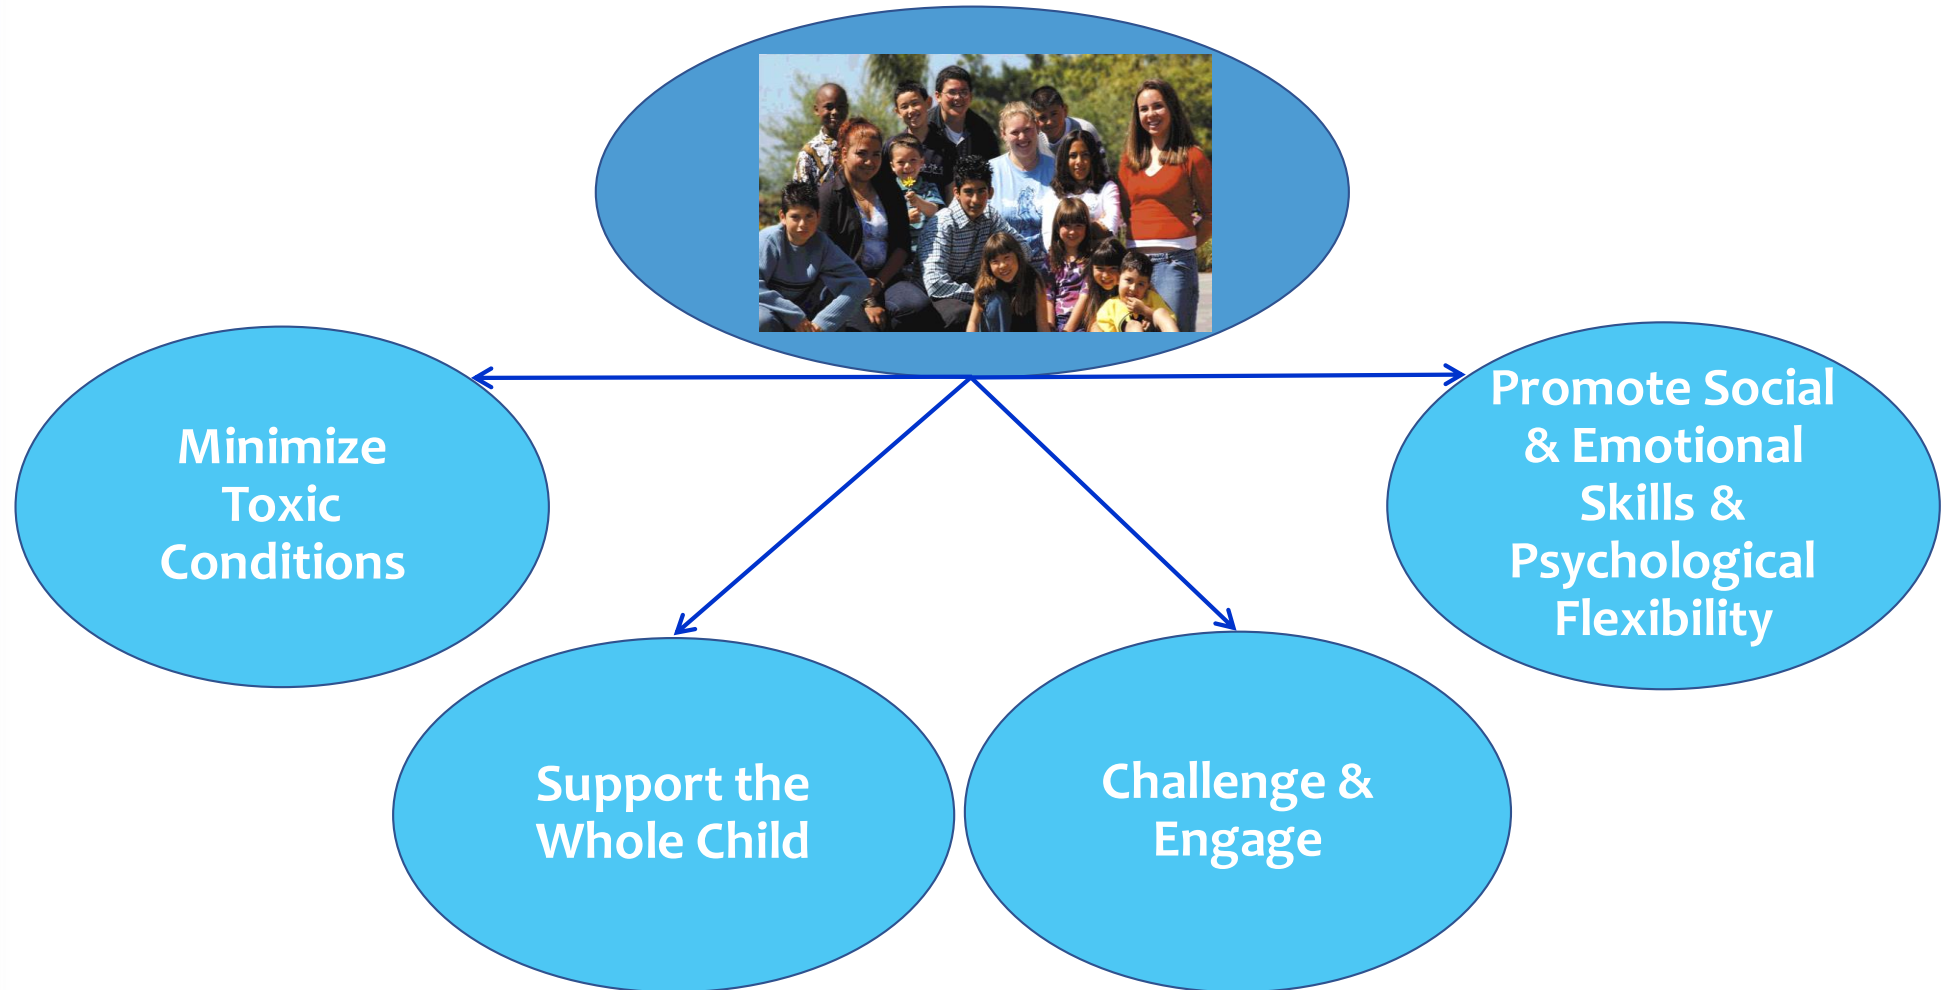 Minimize
Toxic
Conditions
Support the
Whole Child
Challenge &
Engage
Promote Social
& Emotional
Skills &
Psychological
Flexibility